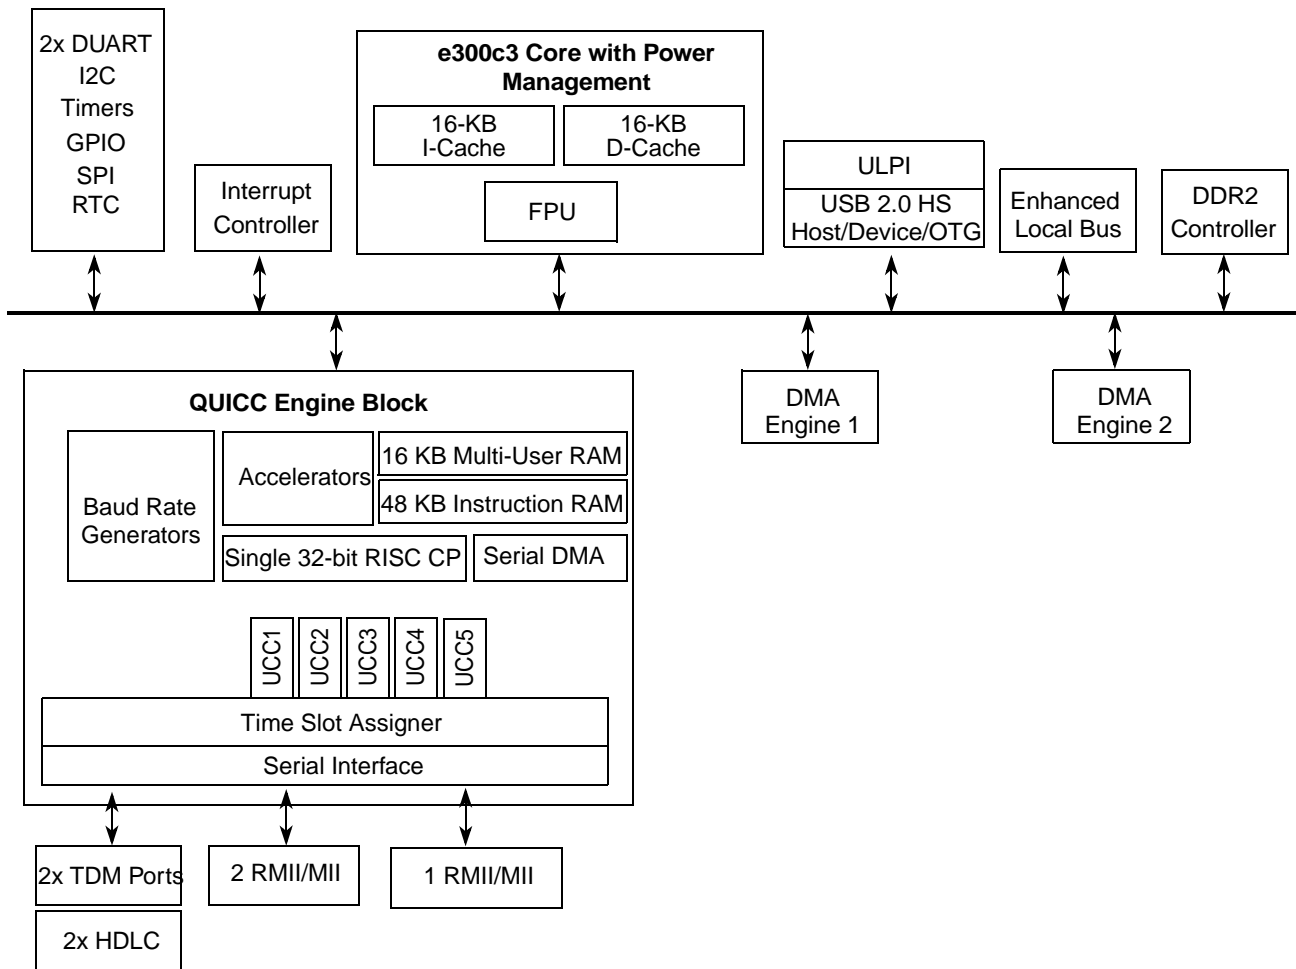 2x DUART
I2C
Timers
GPIO
SPI
RTC
Interrupt
Controller
e300c3 Core with Power
Management
16-KB
I-Cache
16-KB
D-Cache
FPU
ULPI
USB 2.0 HS
Host/Device/OTG
Enhanced
Local Bus
DDR2
Controller
QUICC Engine Block
Baud Rate
Generators
Accelerators
16 KB Multi-User RAM
48 KB Instruction RAM
Single 32-bit RISC CP
Serial DMA
UCC1
UCC2
UCC3
UCC4
UCC5
Time Slot Assigner
Serial Interface
DMA
Engine 1
DMA
Engine 2
2x TDM Ports
2 RMII/MII
1 RMII/MII
2x HDLC